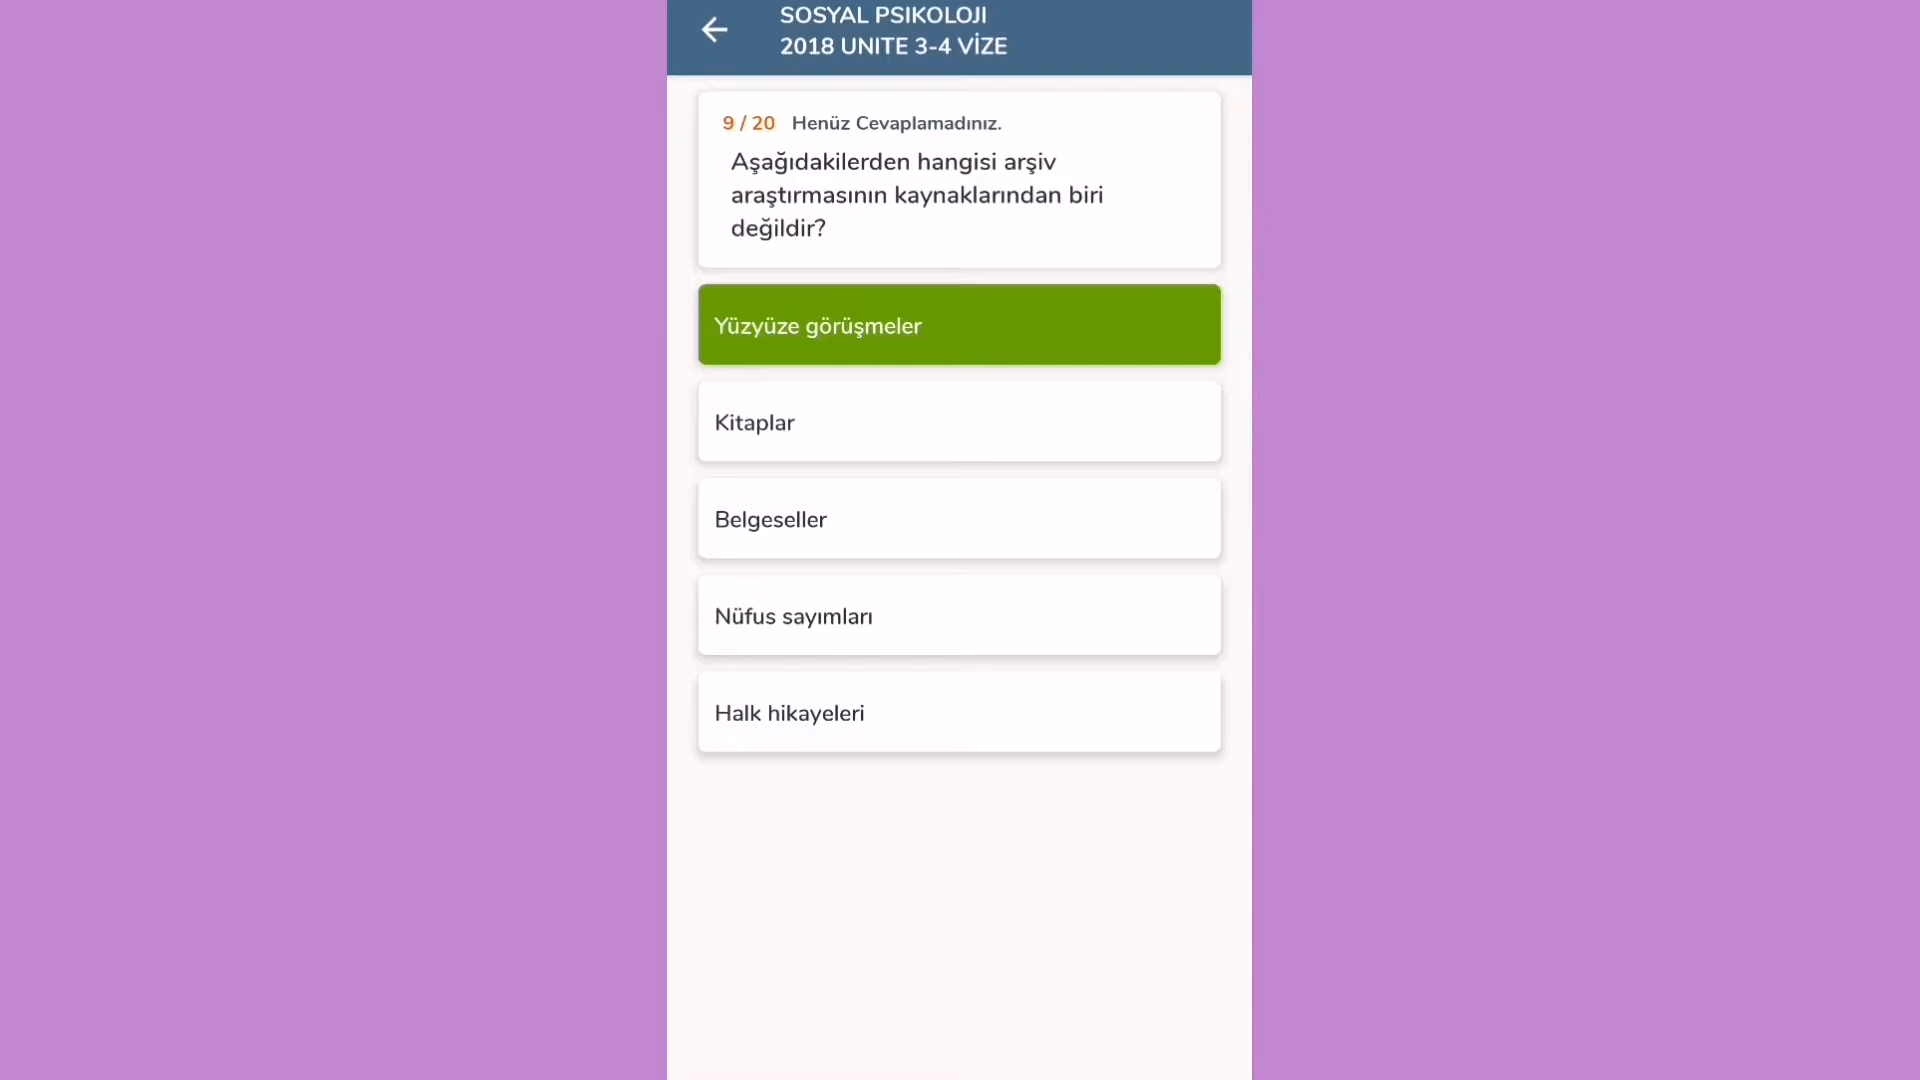 SOSYAL PSIKOLOJI
2018 UNITE 3-4 VİZE
9 / 20 Henüz Cevaplamadınız.
Aşağıdakilerden hangisi arşiv
araştırmasının kaynaklarından biri
değildir?
Yüzyüze görüşmeler
Kitaplar
Belgeseller
Nüfus sayımları
Halk hikayeleri